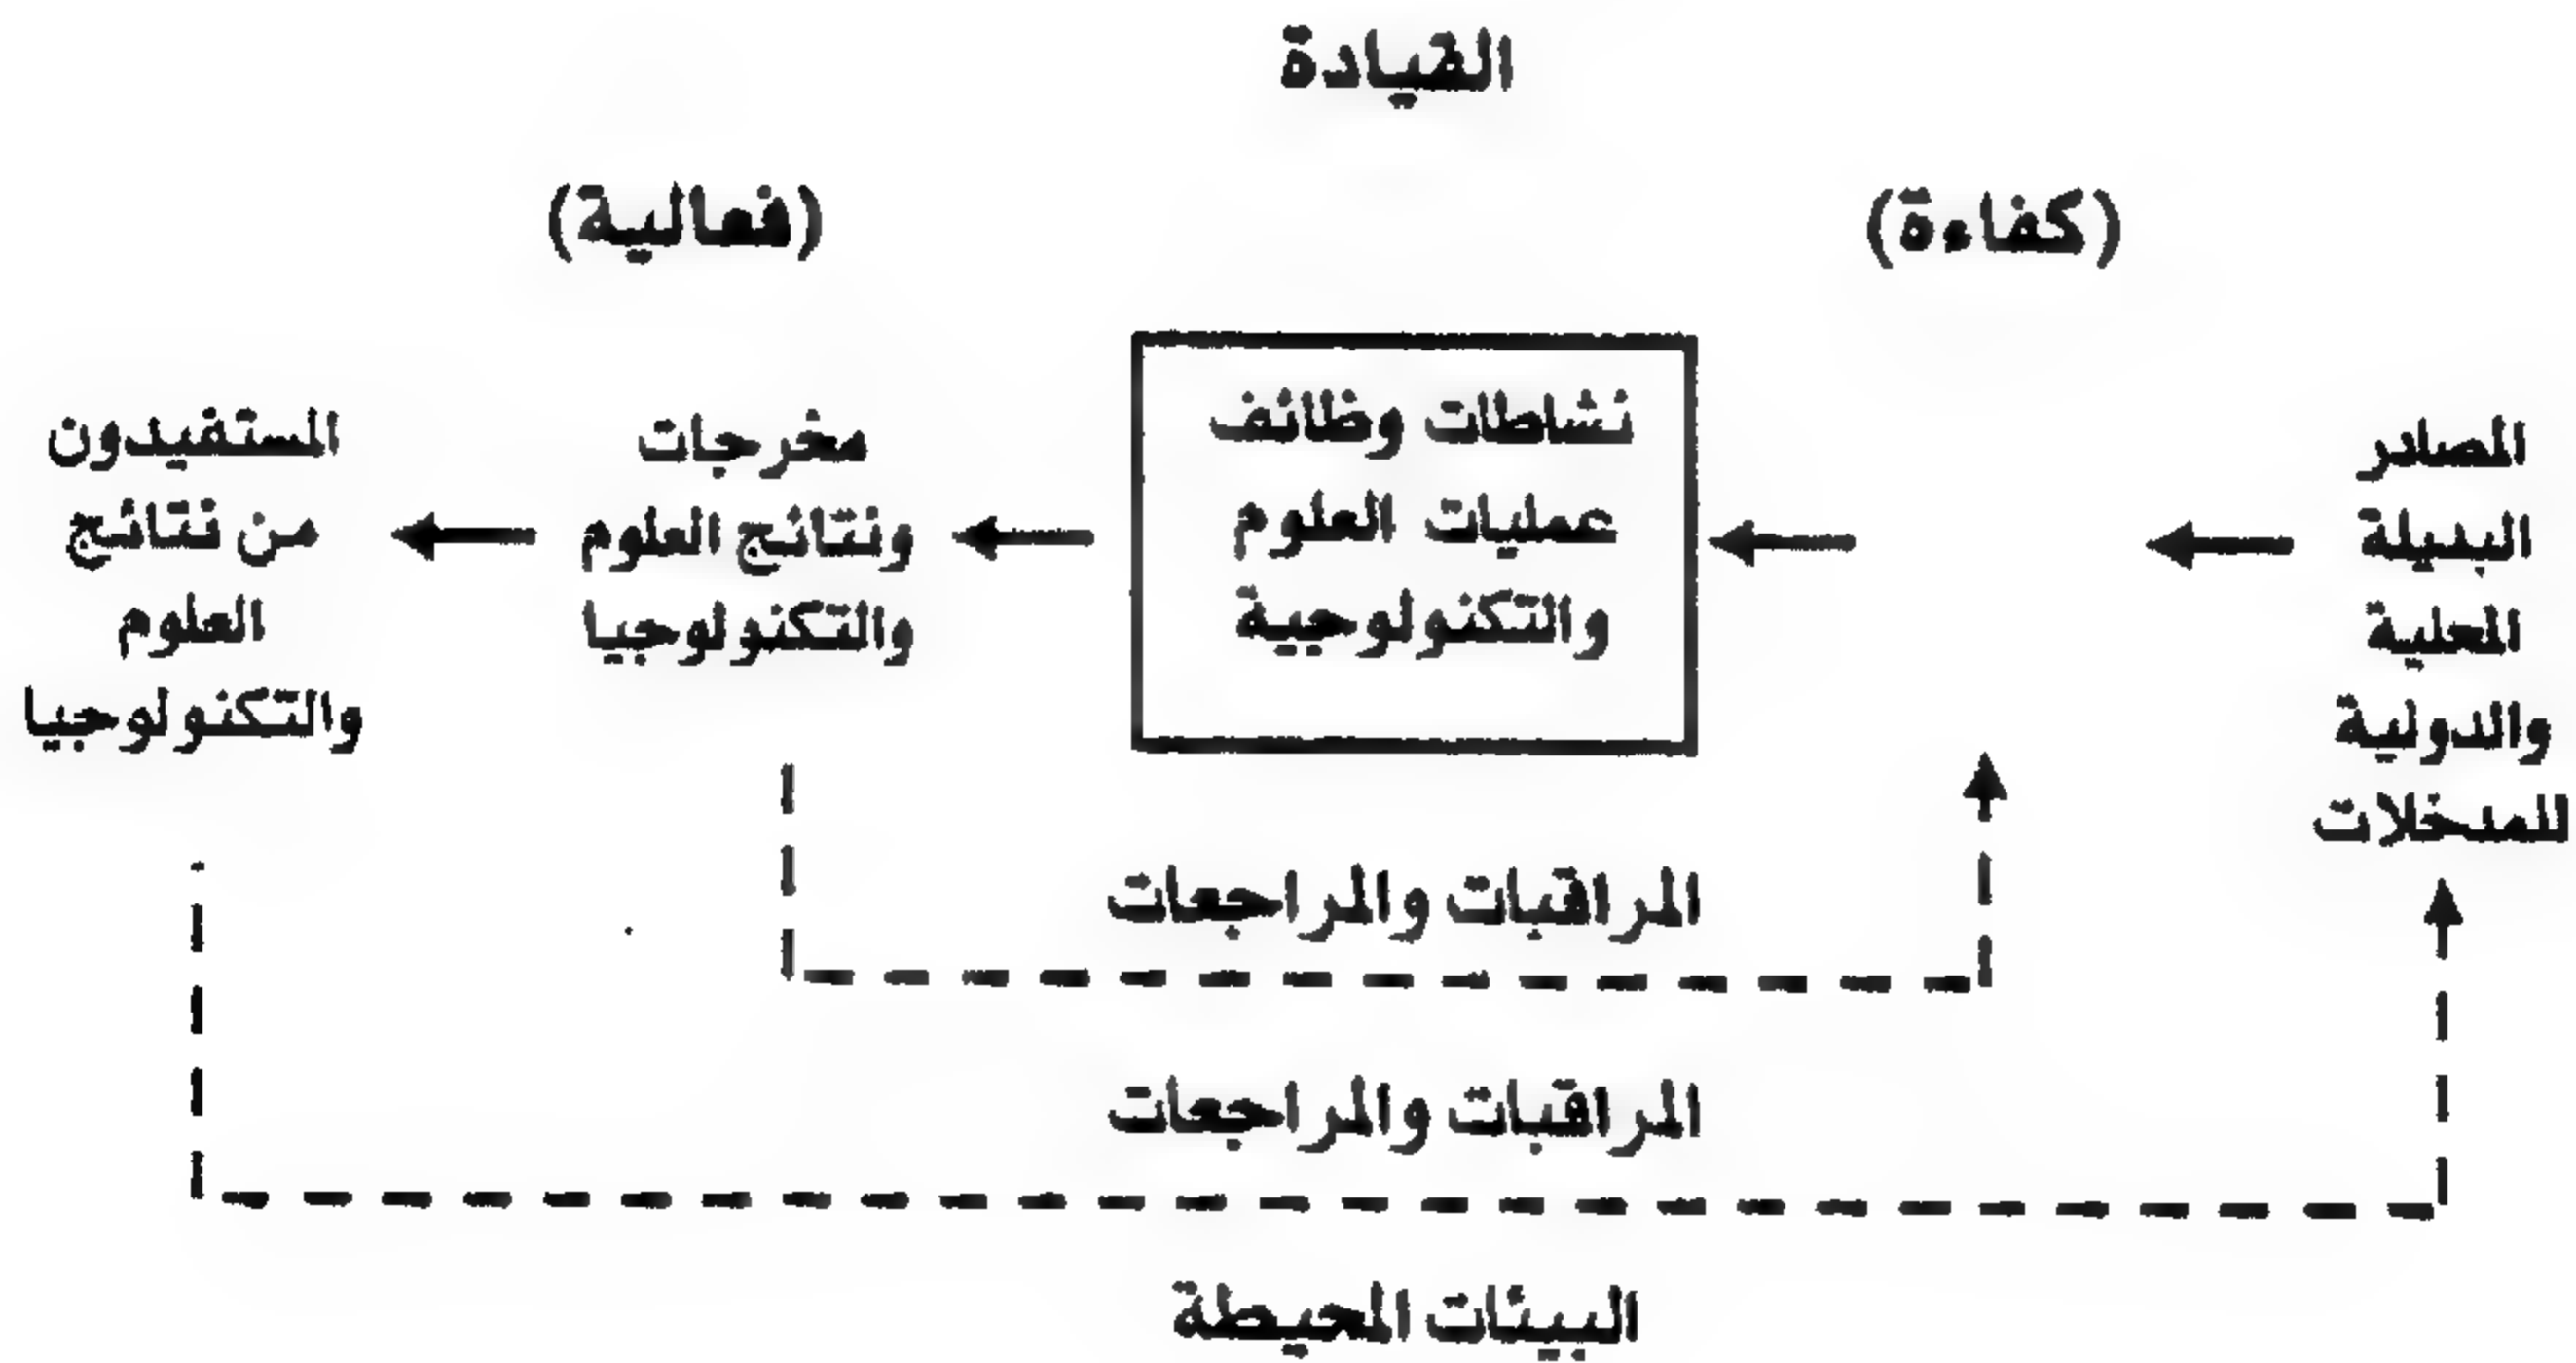 القيادة
(كفاءة)
(فعالية)
المصادر
البديلة
المحلية
والدولية
للمدخلات
نشاطات وظائف
عمليات العلوم
والتكنولوجية
مخرجات
ونتائج العلوم
والتكنولوجيا
المستفيدون
من نتائج
العلوم
والتكنولوجيا
المراقبات والمراجعات
المراقبات والمراجعات
البيئات المحيطة